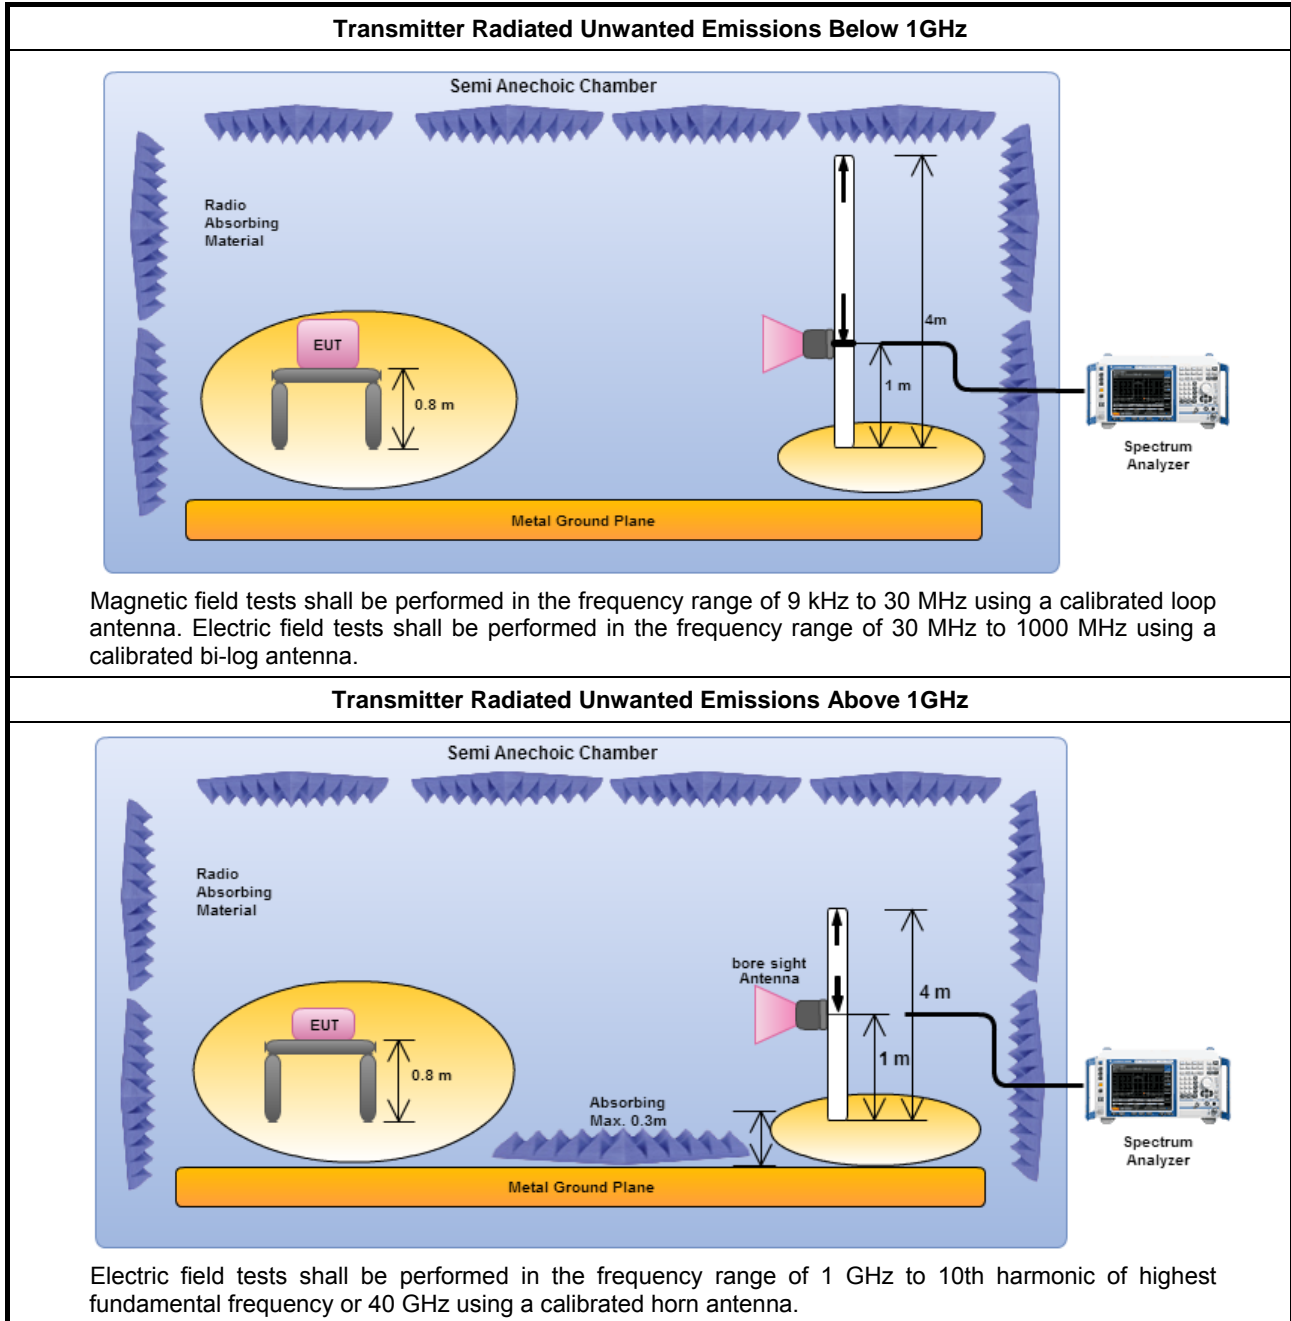 Transmitter Radiated Unwanted Emissions Below 1GHz
Semi Anechoic Chamber
Radio
Absorbing
Material
EUT
0.8 m
4m
1 m
Spectrum
Analyzer
Metal Ground Plane
Magnetic field tests shall be performed in the frequency range of 9 kHz to 30 MHz using a calibrated loop
antenna. Electric field tests shall be performed in the frequency range of 30 MHz to 1000 MHz using a
calibrated bi-log antenna.
Transmitter Radiated Unwanted Emissions Above 1GHz
Semi Anechoic Chamber
Radio
Absorbing
Material
bore sight
Antenna
4 m
EUT
1 m
0.8 m
Absorbing
Max. 0.3m
Spectrum
Analyzer
Metal Ground Plane
Electric field tests shall be performed in the frequency range of 1 GHz to 10th harmonic of highest
fundamental frequency or 40 GHz using a calibrated horn antenna.